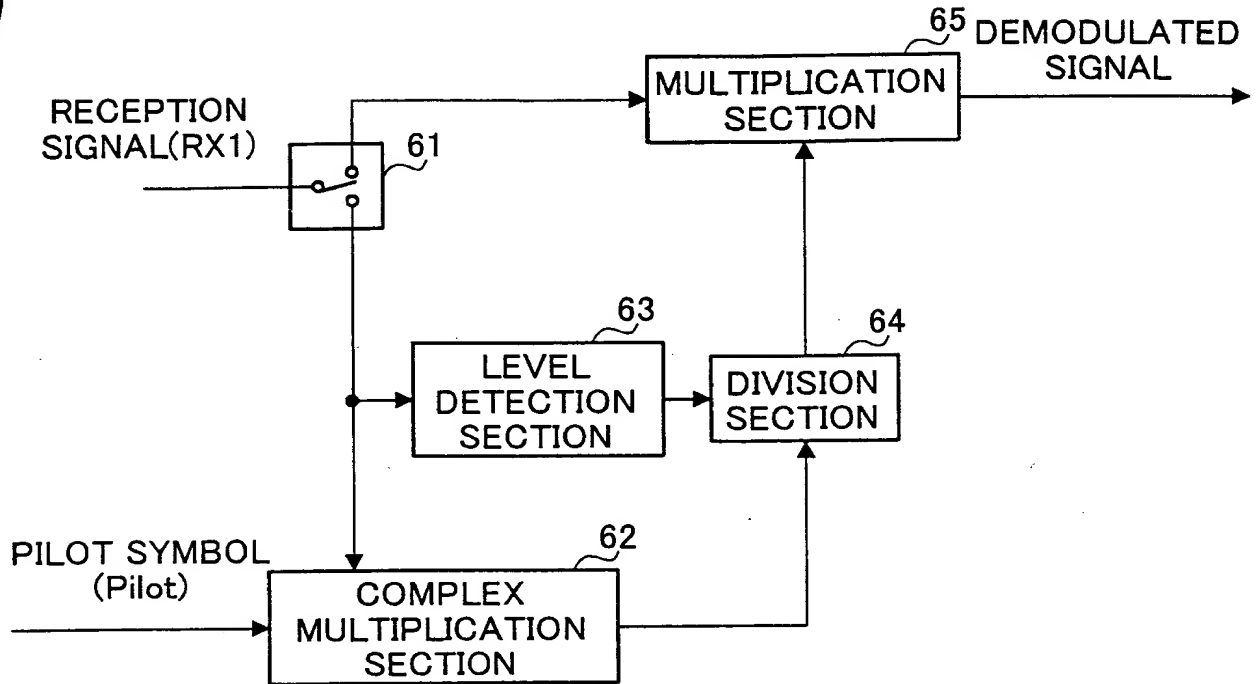 RECEPTION
SIGNAL(RX1)
61
65
MULTIPLICATION
SECTION
DEMODULATED
SIGNAL
63
LEVEL
DETECTION
SECTION
64
DIVISION
SECTION
PILOT SYMBOL
(Pilot)
62
COMPLEX
MULTIPLICATION
SECTION